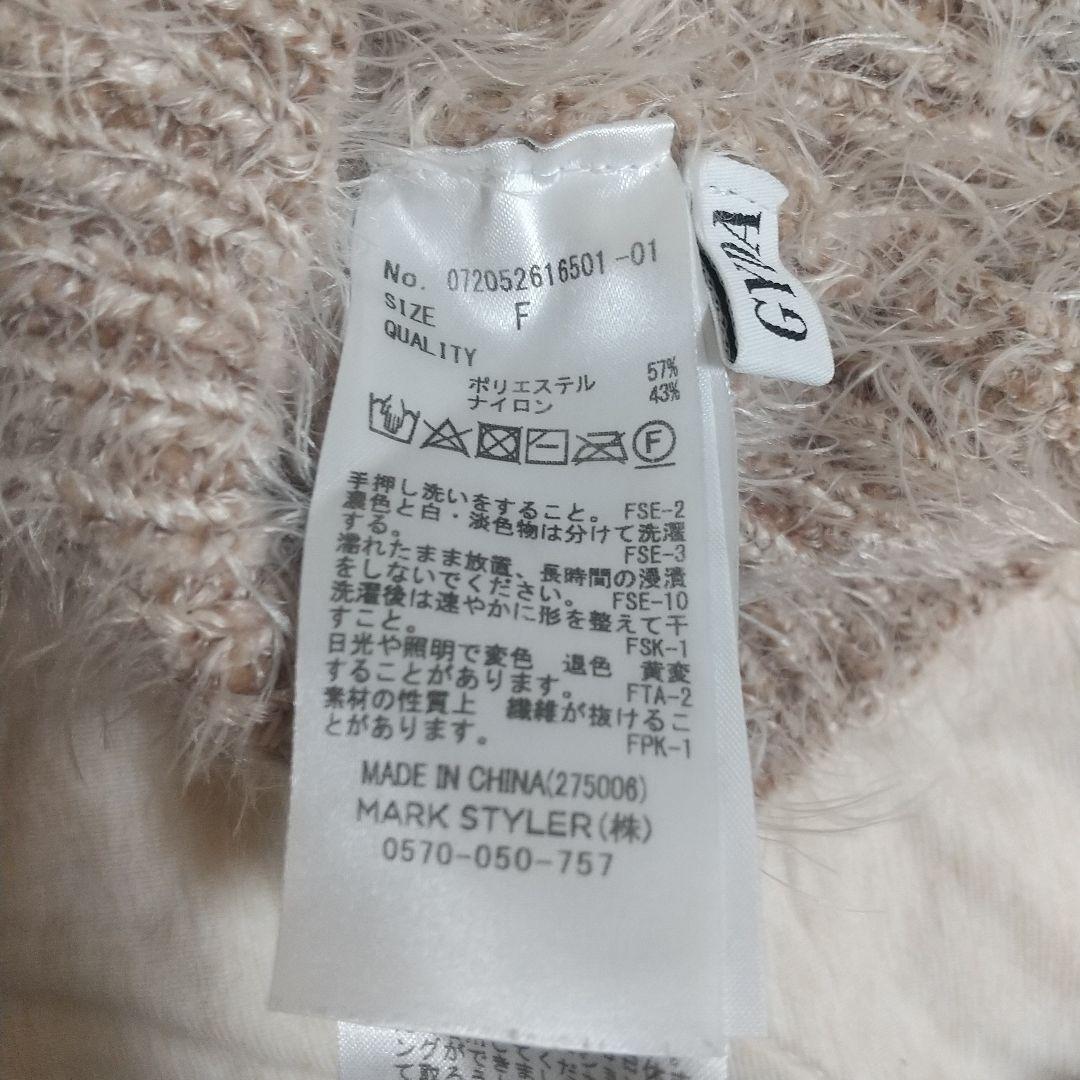 No. 072052616501-01
SIZE F
QUALITY
ポリエステル 57%
ナイロン 43%
F
手押し洗いをすること。 FSE-2
濃色と白・淡色物は分けて洗濯
する。 FSE-3
濡れたまま放置、長時間の浸漬
をしないでください。 FSE-10
洗濯後は速やかに形を整えて干
すこと。 FSK-1
日光や照明で変色 退色 黄変
することがあります。 FTA-2
素材の性質上 繊維が抜けるこ
とがあります。 FPK-1
MADE IN CHINA(275006)
MARK STYLER(株)
0570-050-757
GYDA
ングができまし